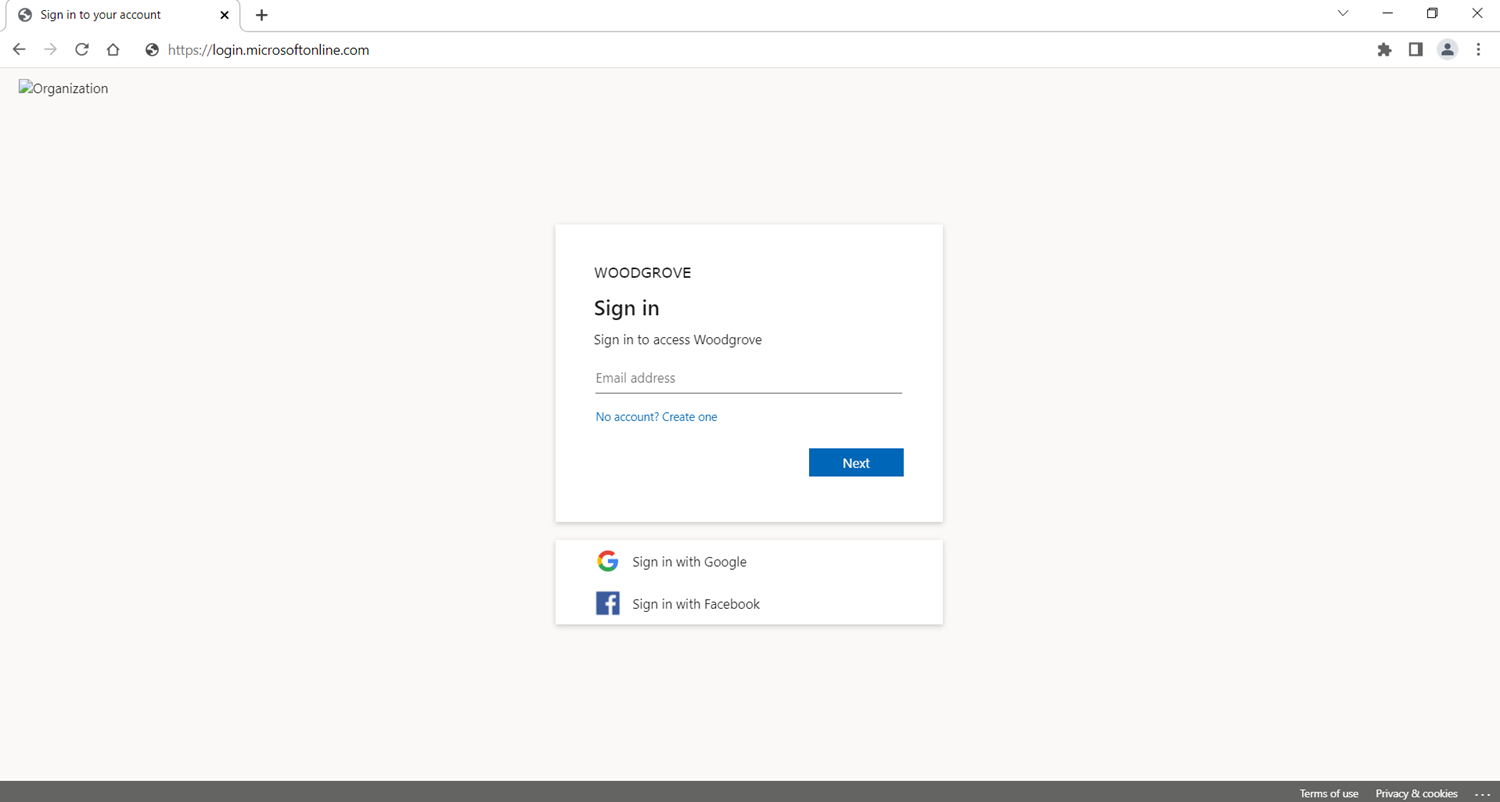 Sign in to your account
https://login.microsoftonline.com
Organization
WOODGROVE
Sign in
Sign in to access Woodgrove
Email address
No account? Create one
Next
Sign in with Google
Sign in with Facebook
Terms of use Privacy & cookies ...